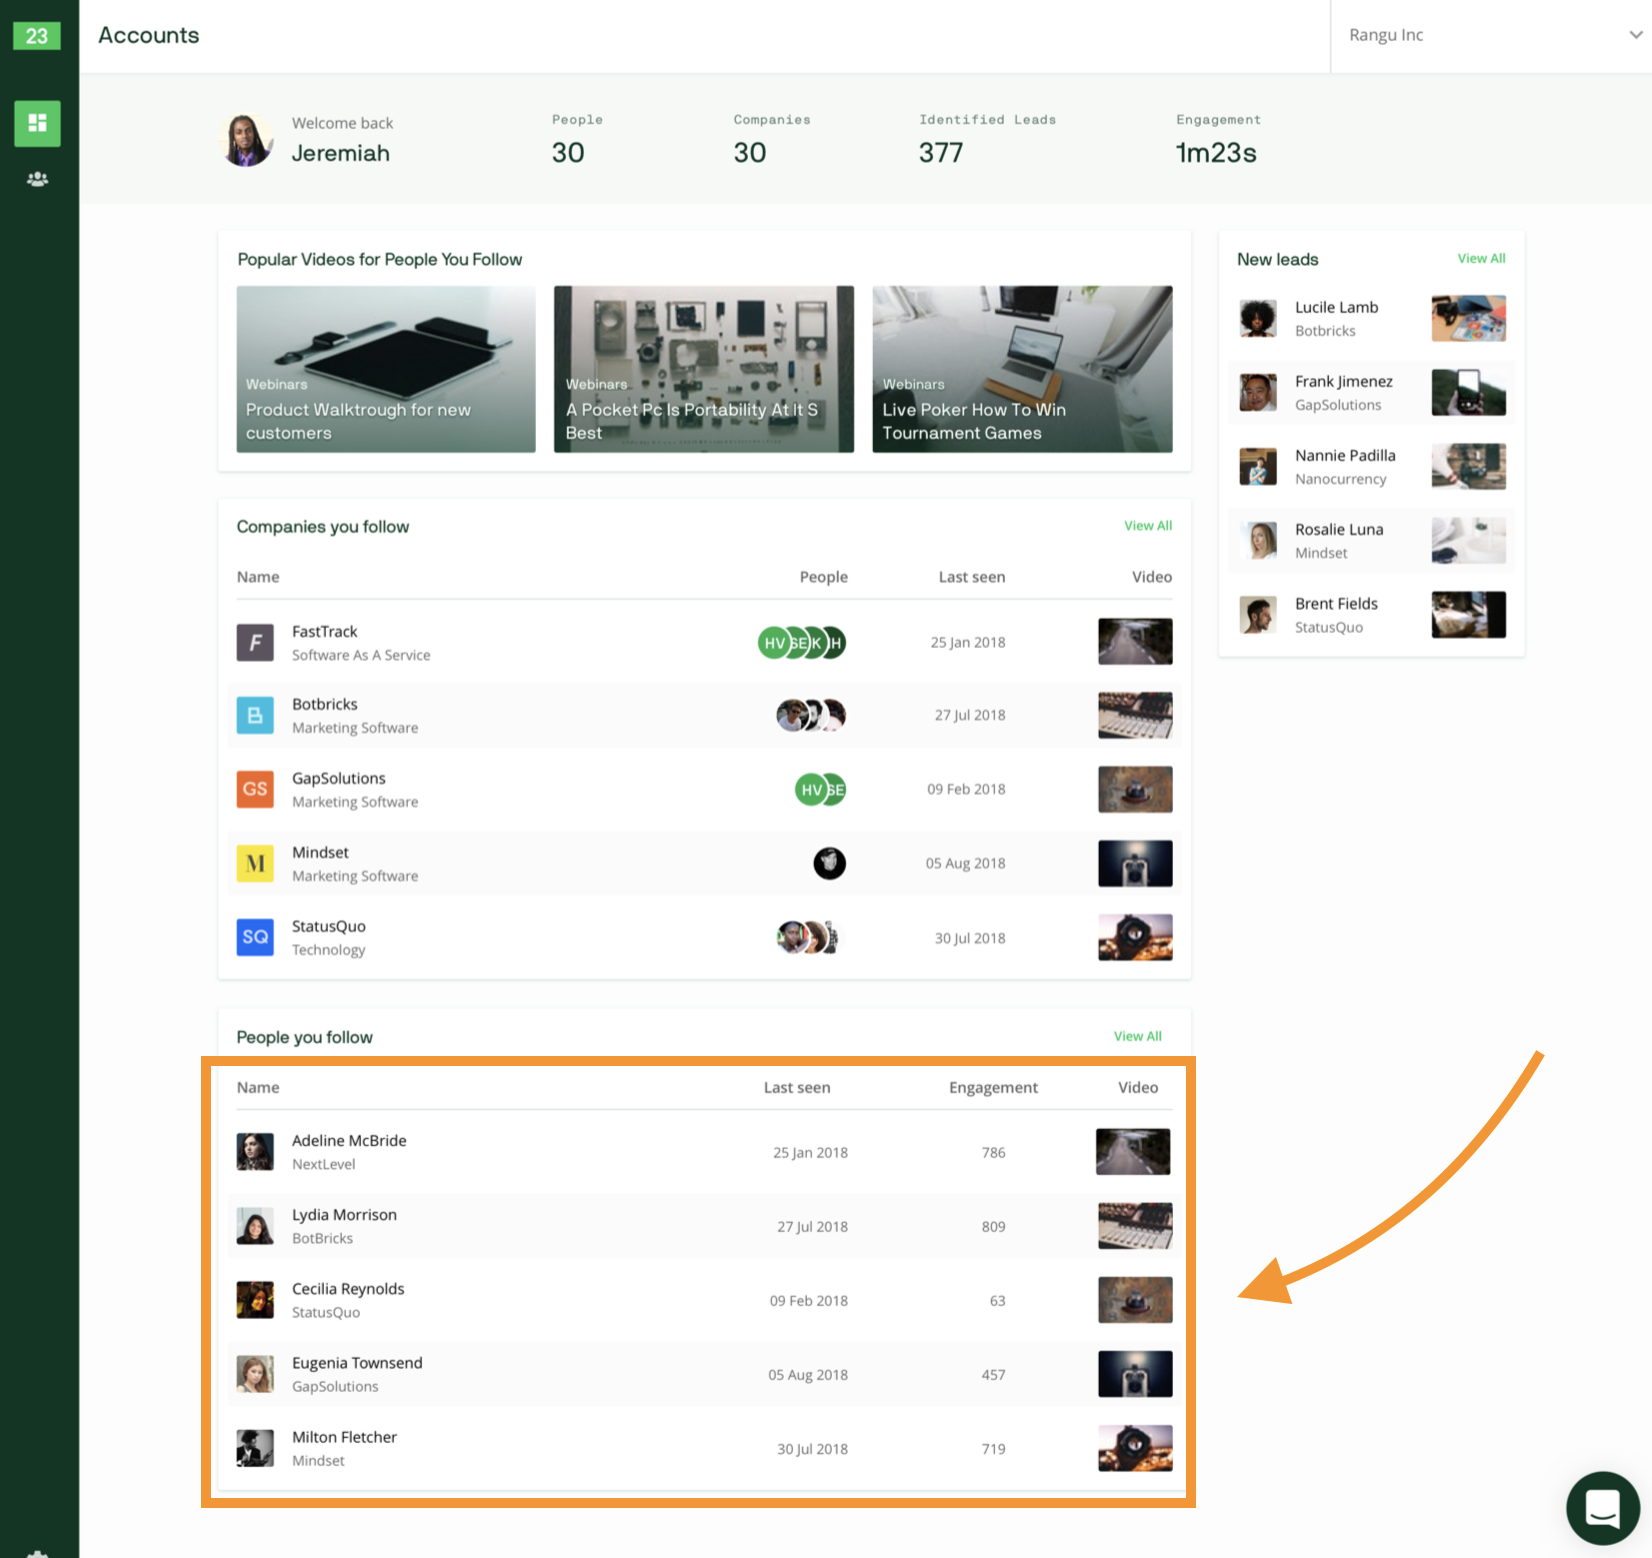 23
Accounts
Rangu Inc
Welcome back
Jeremiah
People
30
Companies
30
Identified Leads
377
Engagement
1m23s
Popular Videos for People You Follow
Webinars
Product Walktrough for new
customers
Webinars
A Pocket Pc Is Portability At It S
Best
Webinars
Live Poker How To Win
Tournament Games
New leads
View All
Lucile Lamb
Botbricks
Frank Jimenez
GapSolutions
Nannie Padilla
Nanocurrency
Rosalie Luna
Mindset
Brent Fields
StatusQuo
Companies you follow
View All
Name People Last seen Video
F
FastTrack
Software As A Service
HV SE K H
25 Jan 2018
B
Botbricks
Marketing Software
27 Jul 2018
GS
GapSolutions
Marketing Software
HV SE
09 Feb 2018
M
Mindset
Marketing Software
05 Aug 2018
SQ
StatusQuo
Technology
30 Jul 2018
People you follow
View All
Name Last seen Engagement Video
Adeline McBride
NextLevel
25 Jan 2018
786
Lydia Morrison
BotBricks
27 Jul 2018
809
Cecilia Reynolds
StatusQuo
09 Feb 2018
63
Eugenia Townsend
GapSolutions
05 Aug 2018
457
Milton Fletcher
Mindset
30 Jul 2018
719